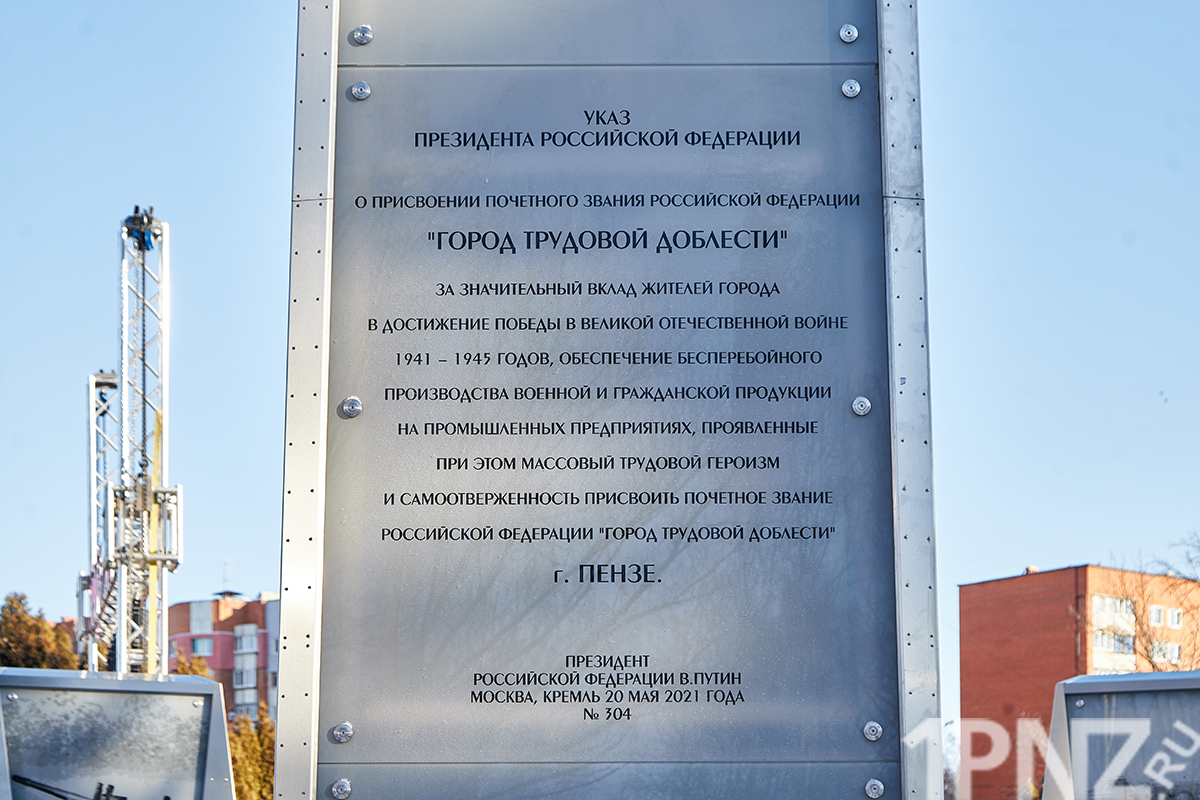 УКАЗ
ПРЕЗИДЕНТА РОССИЙСКОЙ ФЕДЕРАЦИИ
О ПРИСВОЕНИИ ПОЧЕТНОГО ЗВАНИЯ РОССИЙСКОЙ ФЕДЕРАЦИИ
"ГОРОД ТРУДОВОЙ ДОБЛЕСТИ"
ЗА ЗНАЧИТЕЛЬНЫЙ ВКЛАД ЖИТЕЛЕЙ ГОРОДА
В ДОСТИЖЕНИЕ ПОБЕДЫ В ВЕЛИКОЙ ОТЕЧЕСТВЕННОЙ ВОЙНЕ
1941 – 1945 ГОДОВ, ОБЕСПЕЧЕНИЕ БЕСПЕРЕБОЙНОГО
ПРОИЗВОДСТВА ВОЕННОЙ И ГРАЖДАНСКОЙ ПРОДУКЦИИ
НА ПРОМЫШЛЕННЫХ ПРЕДПРИЯТИЯХ, ПРОЯВЛЕННЫЕ
ПРИ ЭТОМ МАССОВЫЙ ТРУДОВОЙ ГЕРОИЗМ
И САМООТВЕРЖЕННОСТЬ ПРИСВОИТЬ ПОЧЕТНОЕ ЗВАНИЕ
РОССИЙСКОЙ ФЕДЕРАЦИИ "ГОРОД ТРУДОВОЙ ДОБЛЕСТИ"
г. ПЕНЗЕ.
ПРЕЗИДЕНТ
РОССИЙСКОЙ ФЕДЕРАЦИИ В.ПУТИН
МОСКВА, КРЕМЛЬ 20 МАЯ 2021 ГОДА
№ 304
1PNZ.RU